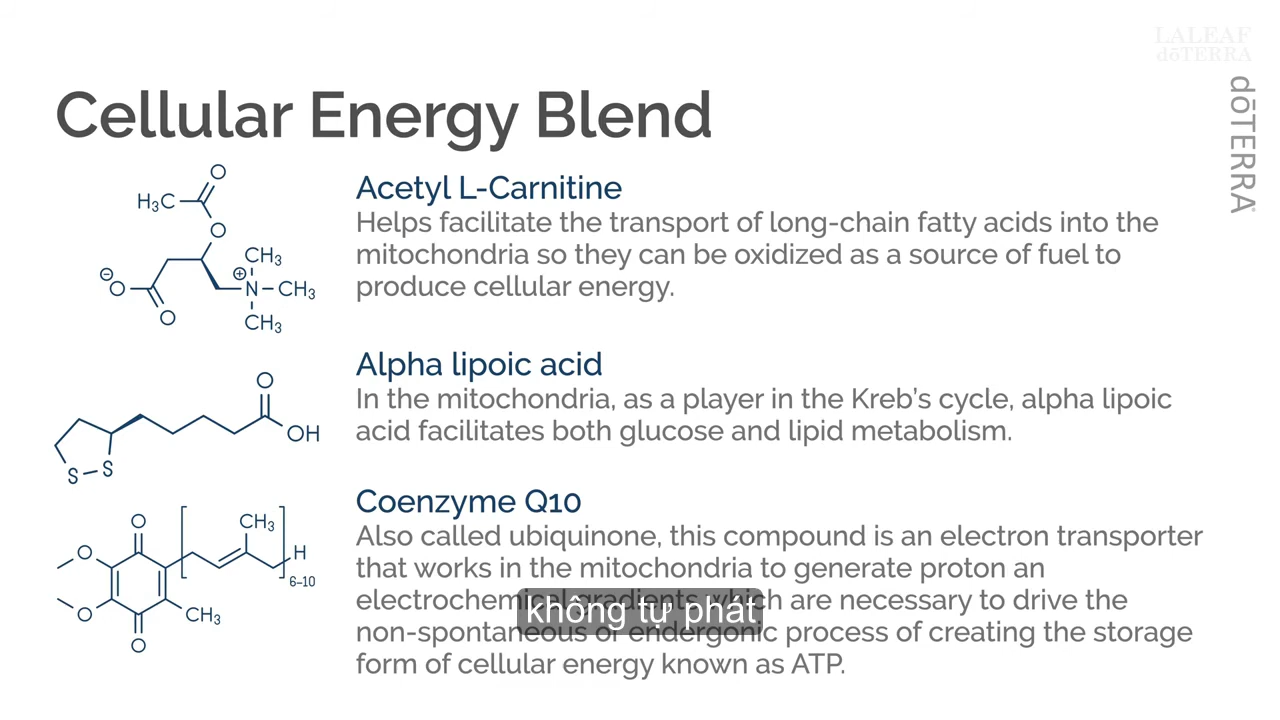 LALEAF
dōTERRA
dōTERRA
Cellular Energy Blend
O
H₃C
O
CH₃
⊕
⊖
O
N
CH₃
O
CH₃
Acetyl L-Carnitine
Helps facilitate the transport of long-chain fatty acids into the
mitochondria so they can be oxidized as a source of fuel to
produce cellular energy.
O
OH
S
S
Alpha lipoic acid
In the mitochondria, as a player in the Kreb's cycle, alpha lipoic
acid facilitates both glucose and lipid metabolism.
O
CH₃
O
H
6-10
O
CH₃
O
Coenzyme Q10
Also called ubiquinone, this compound is an electron transporter
that works in the mitochondria to generate proton an
gradients which are necessary to drive the
không tự phát
process of creating the storage
form of cellular energy known as ATP.